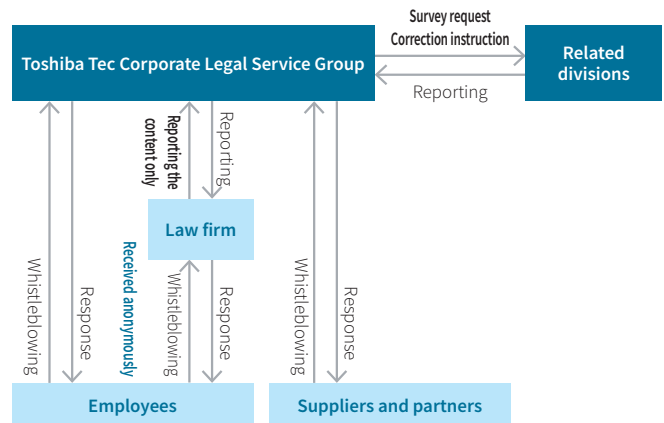 Survey request
Correction instruction
Toshiba Tec Corporate Legal Service Group
Related
divisions
Reporting
Reporting the
content only
Reporting
Law firm
Received anonymously
Whistleblowing
Response
Whistleblowing
Response
Whistleblowing
Response
Employees
Suppliers and partners